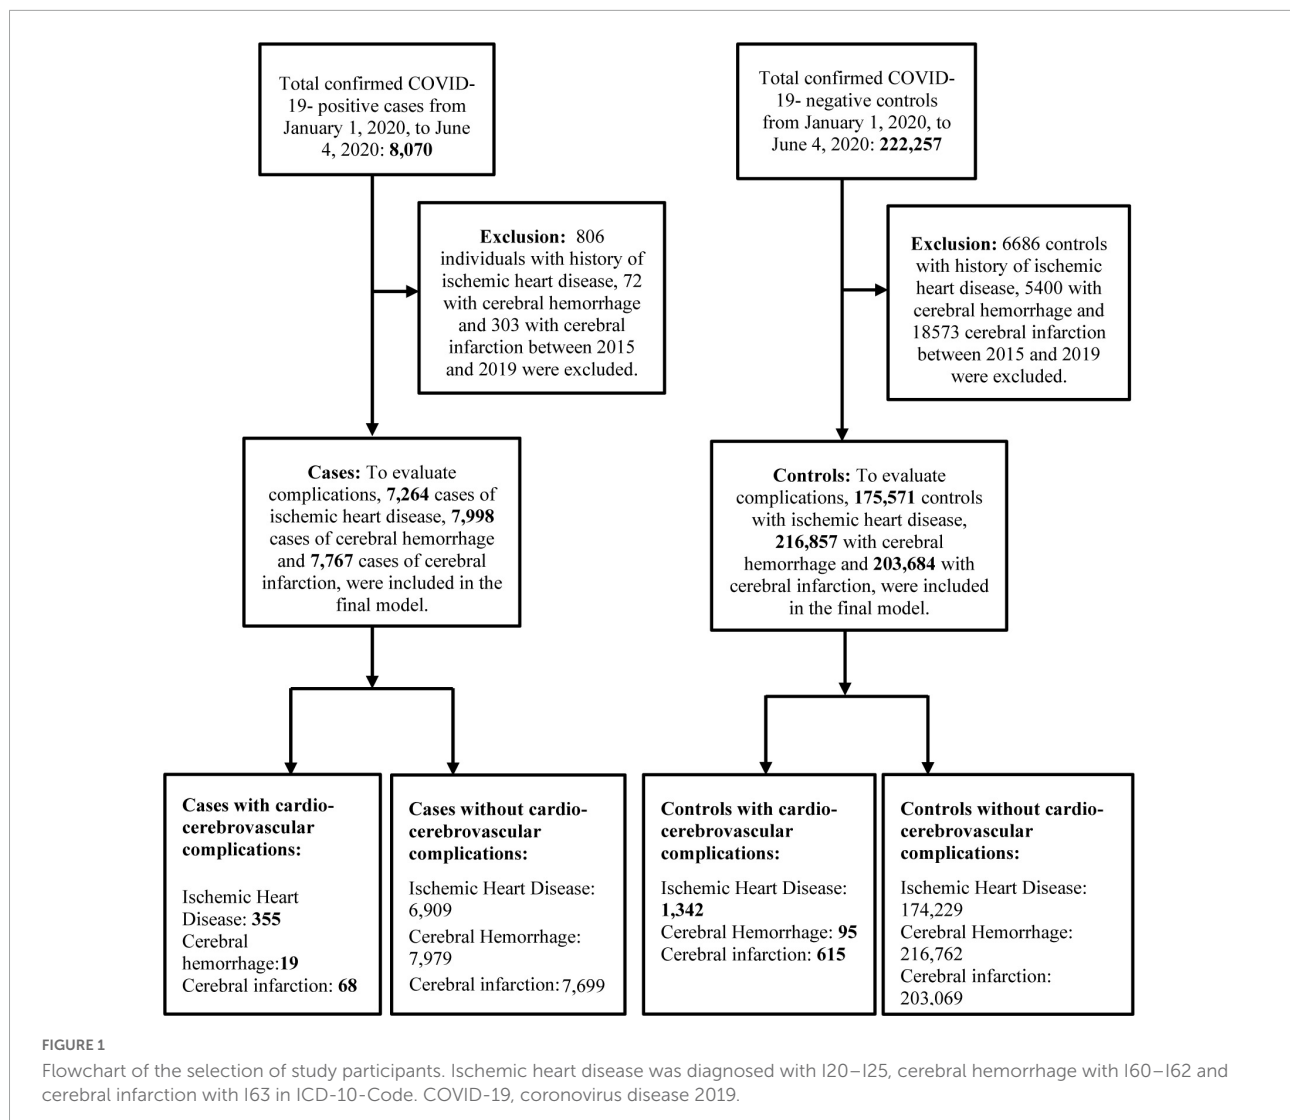 Total confirmed COVID-
19- positive cases from
January 1, 2020, to June
4, 2020: 8,070
Total confirmed COVID-
19- negative controls
from January 1, 2020, to
June 4, 2020: 222,257
Exclusion: 806
individuals with history of
ischemic heart disease, 72
with cerebral hemorrhage
and 303 with cerebral
infarction between 2015
and 2019 were excluded.
Exclusion: 6686 controls
with history of ischemic
heart disease, 5400 with
cerebral hemorrhage and
18573 cerebral infarction
between 2015 and 2019
were excluded.
Cases: To evaluate
complications, 7,264 cases of
ischemic heart disease, 7,998
cases of cerebral hemorrhage
and 7,767 cases of cerebral
infarction, were included in the
final model.
Controls: To evaluate
complications, 175,571 controls
with ischemic heart disease,
216,857 with cerebral
hemorrhage and 203,684 with
cerebral infarction, were included
in the final model.
Cases with cardio-
cerebrovascular
complications:
Ischemic Heart
Disease: 355
Cerebral
hemorrhage:19
Cerebral infarction: 68
Cases without cardio-
cerebrovascular
complications:
Ischemic Heart Disease:
6,909
Cerebral Hemorrhage:
7,979
Cerebral infarction: 7,699
Controls with cardio-
cerebrovascular
complications:
Ischemic Heart Disease:
1,342
Cerebral Hemorrhage: 95
Cerebral infarction: 615
Controls without cardio-
cerebrovascular
complications:
Ischemic Heart Disease:
174,229
Cerebral Hemorrhage:
216,762
Cerebral infarction:
203,069
FIGURE 1
Flowchart of the selection of study participants. Ischemic heart disease was diagnosed with I20–I25, cerebral hemorrhage with I60–I62 and
cerebral infarction with I63 in ICD-10-Code. COVID-19, coronovirus disease 2019.